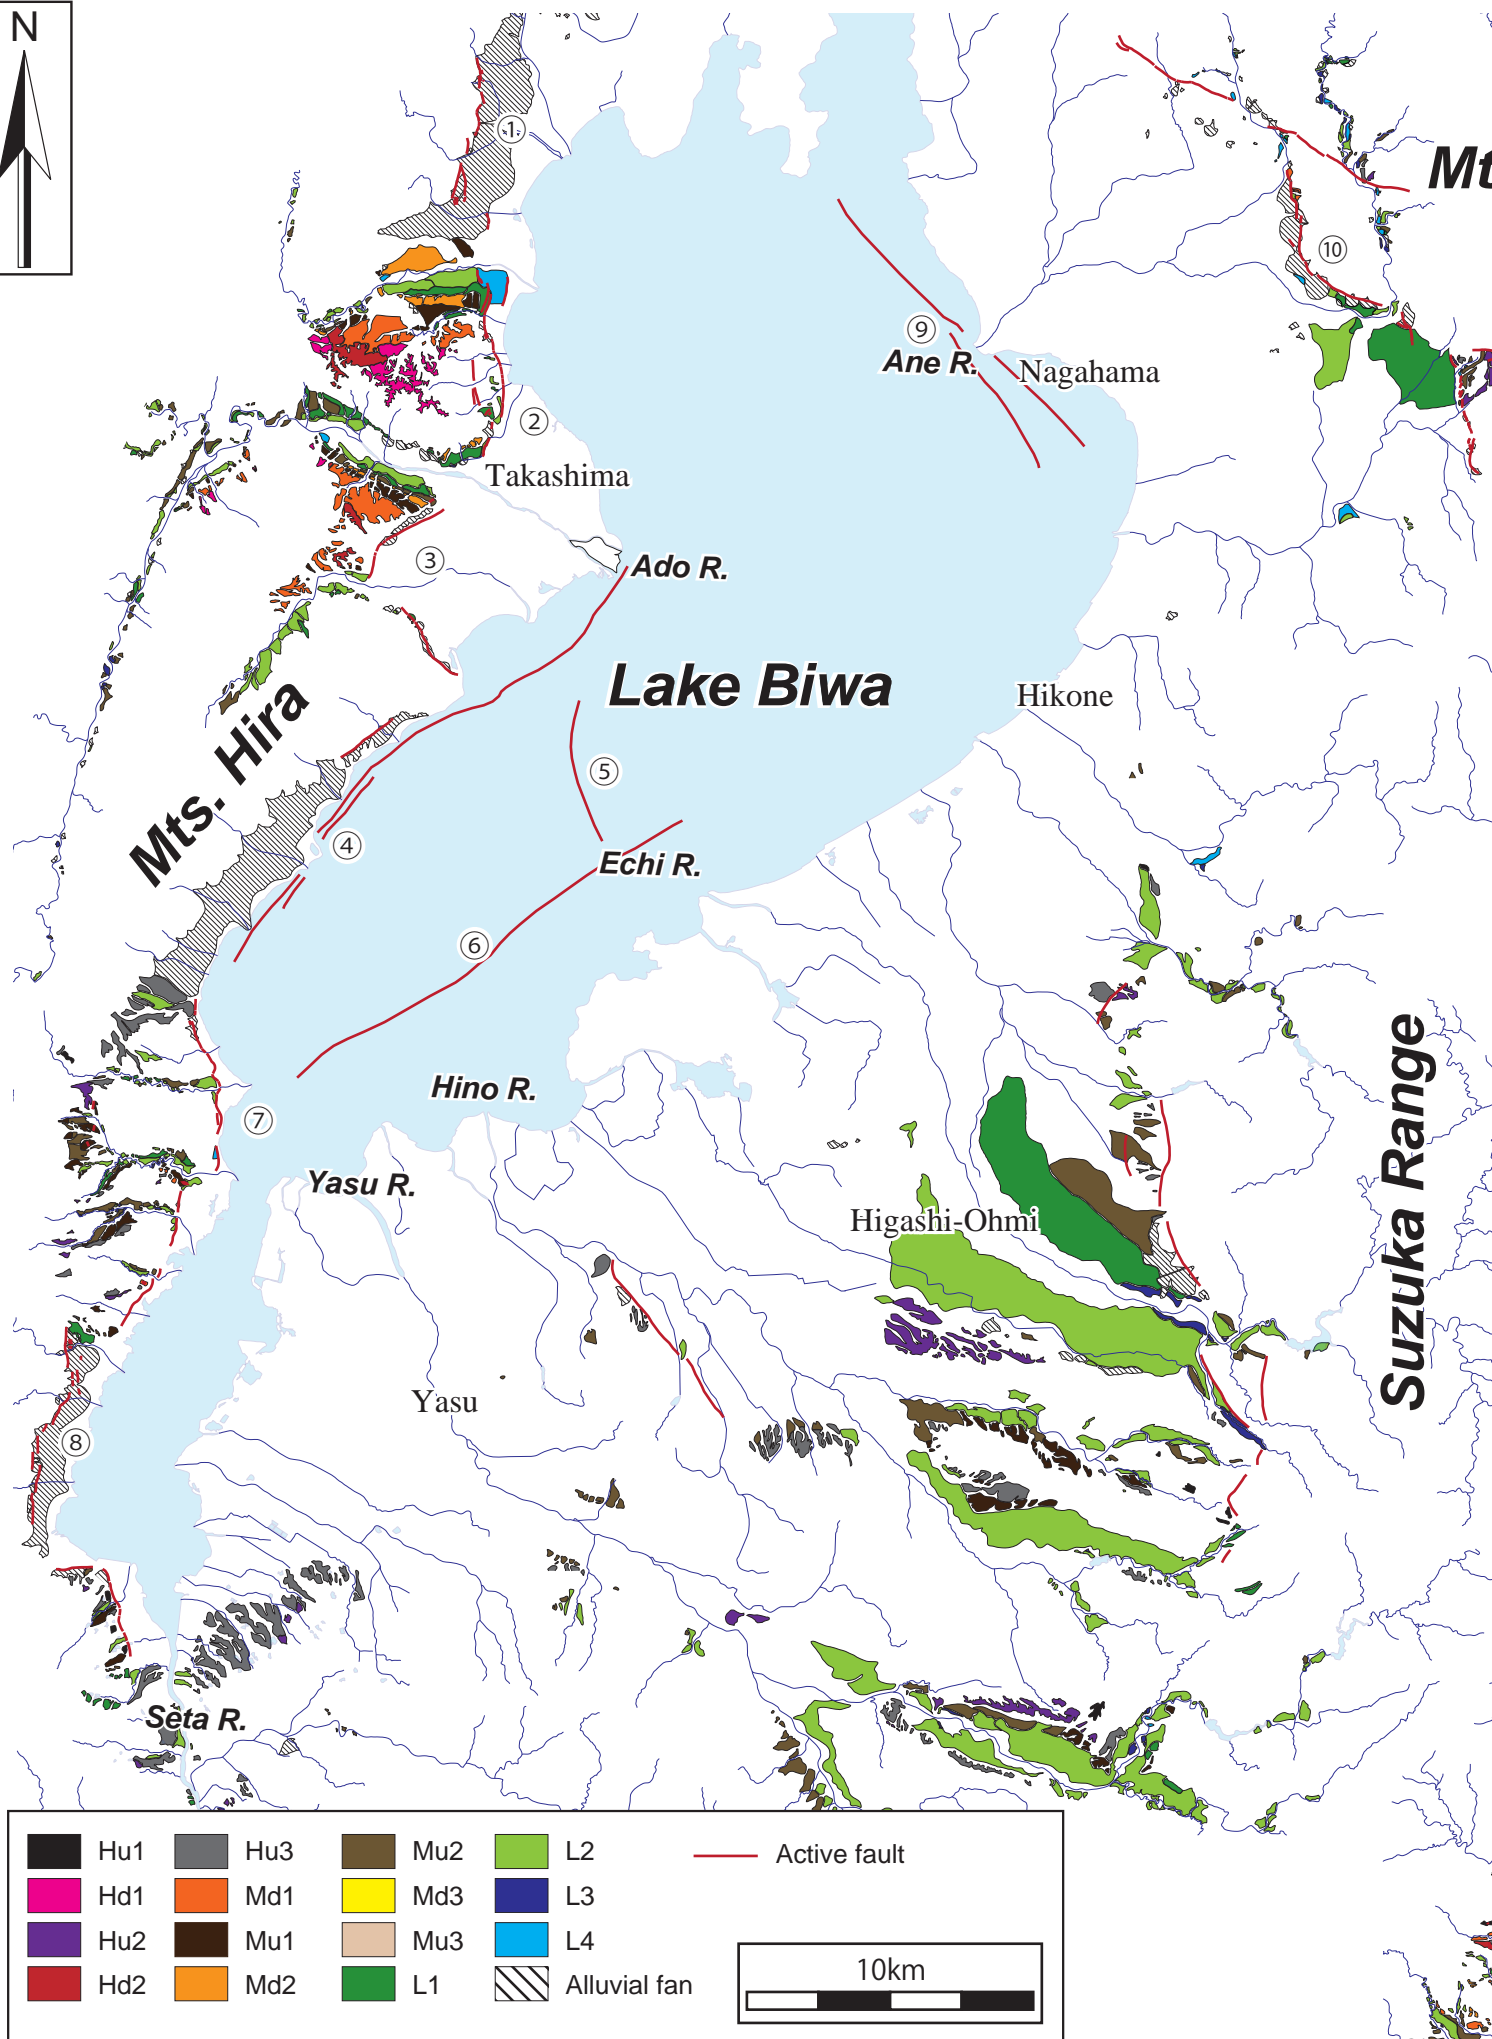 N
①
Mt
⑩
⑨
Ane R.
Nagahama
②
Takashima
③
Ado R.
Lake Biwa
Hikone
Mts. Hira
⑤
④
Echi R.
⑥
Suzuka Range
Hino R.
⑦
Yasu R.
Higashi-Ohmi
Yasu
⑧
Seta R.
Hu1 Hu3 Mu2 L2 Active fault
Hd1 Md1 Md3 L3
Hu2 Mu1 Mu3 L4
Hd2 Md2 L1 Alluvial fan
10km